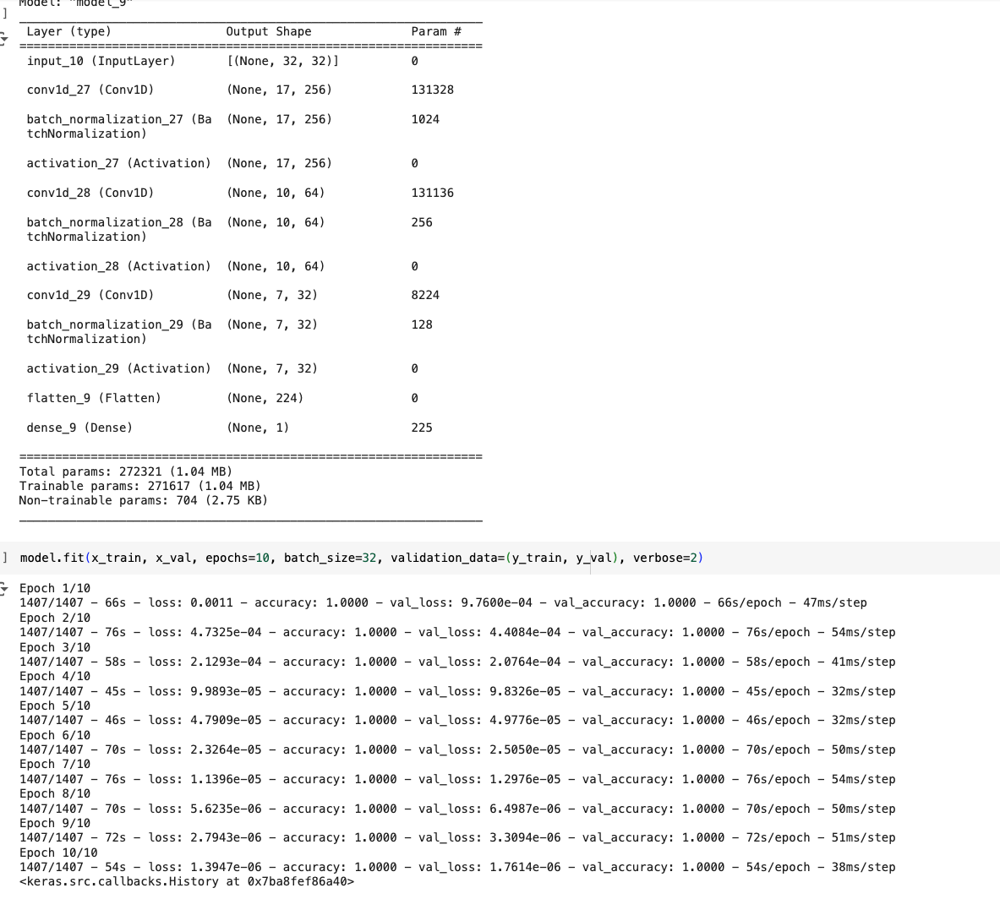 Model: "model_9"
Layer (type) Output Shape Param #
input_10 (InputLayer) [(None, 32, 32)] 0
conv1d_27 (Conv1D) (None, 17, 256) 131328
batch_normalization_27 (Ba (None, 17, 256) 1024
tchNormalization)
activation_27 (Activation) (None, 17, 256) 0
conv1d_28 (Conv1D) (None, 10, 64) 131136
batch_normalization_28 (Ba (None, 10, 64) 256
tchNormalization)
activation_28 (Activation) (None, 10, 64) 0
conv1d_29 (Conv1D) (None, 7, 32) 8224
batch_normalization_29 (Ba (None, 7, 32) 128
tchNormalization)
activation_29 (Activation) (None, 7, 32) 0
flatten_9 (Flatten) (None, 224) 0
dense_9 (Dense) (None, 1) 225
Total params: 272321 (1.04 MB)
Trainable params: 271617 (1.04 MB)
Non-trainable params: 704 (2.75 KB)
model.fit(x_train, x_val, epochs=10, batch_size=32, validation_data=(y_train, y_val), verbose=2)
Epoch 1/10
1407/1407 - 66s - loss: 0.0011 - accuracy: 1.0000 - val_loss: 9.7600e-04 - val_accuracy: 1.0000 - 66s/epoch - 47ms/step
Epoch 2/10
1407/1407 - 76s - loss: 4.7325e-04 - accuracy: 1.0000 - val_loss: 4.4084e-04 - val_accuracy: 1.0000 - 76s/epoch - 54ms/step
Epoch 3/10
1407/1407 - 58s - loss: 2.1293e-04 - accuracy: 1.0000 - val_loss: 2.0764e-04 - val_accuracy: 1.0000 - 58s/epoch - 41ms/step
Epoch 4/10
1407/1407 - 45s - loss: 9.9893e-05 - accuracy: 1.0000 - val_loss: 9.8326e-05 - val_accuracy: 1.0000 - 45s/epoch - 32ms/step
Epoch 5/10
1407/1407 - 46s - loss: 4.7909e-05 - accuracy: 1.0000 - val_loss: 4.9776e-05 - val_accuracy: 1.0000 - 46s/epoch - 32ms/step
Epoch 6/10
1407/1407 - 70s - loss: 2.3264e-05 - accuracy: 1.0000 - val_loss: 2.5050e-05 - val_accuracy: 1.0000 - 70s/epoch - 50ms/step
Epoch 7/10
1407/1407 - 76s - loss: 1.1396e-05 - accuracy: 1.0000 - val_loss: 1.2976e-05 - val_accuracy: 1.0000 - 76s/epoch - 54ms/step
Epoch 8/10
1407/1407 - 70s - loss: 5.6235e-06 - accuracy: 1.0000 - val_loss: 6.4987e-06 - val_accuracy: 1.0000 - 70s/epoch - 50ms/step
Epoch 9/10
1407/1407 - 72s - loss: 2.7943e-06 - accuracy: 1.0000 - val_loss: 3.3094e-06 - val_accuracy: 1.0000 - 72s/epoch - 51ms/step
Epoch 10/10
1407/1407 - 54s - loss: 1.3947e-06 - accuracy: 1.0000 - val_loss: 1.7614e-06 - val_accuracy: 1.0000 - 54s/epoch - 38ms/step
<keras.src.callbacks.History at 0x7ba8fef86a40>